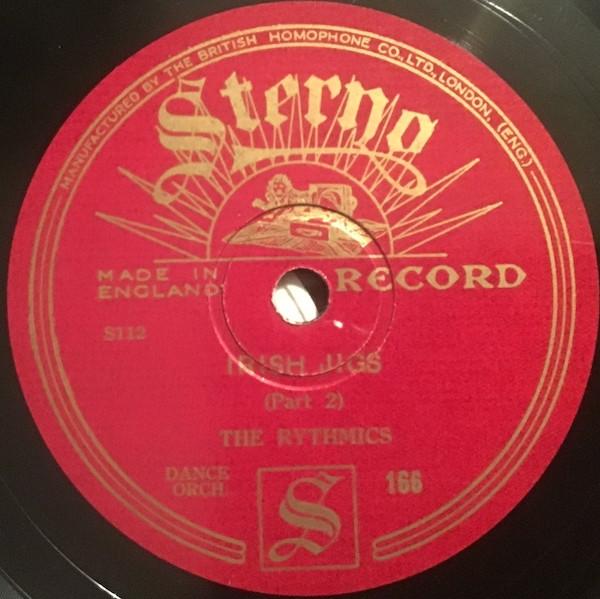 MANUFACTURED BY THE BRITISH HOMOPHONE CO., LTD., LONDON, (ENG.)
Sterno
MADE IN
ENGLAND
RECORD
S112
IRISH JIGS
(Part 2)
THE RYTHMICS
DANCE
ORCH.
S
166